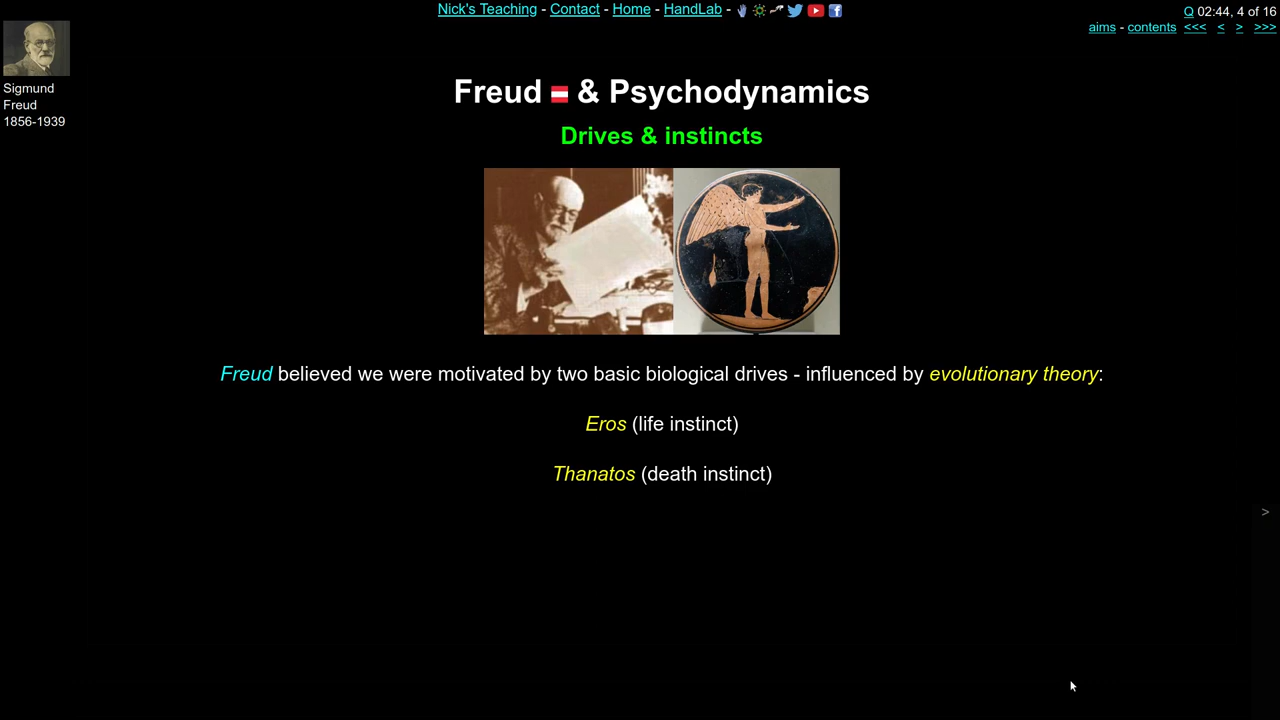 Nick's Teaching - Contact - Home - HandLab -
Q 02:44, 4 of 16
aims - contents <<< < > >>>
Sigmund
Freud
1856-1939
Freud & Psychodynamics
Drives & instincts
Freud believed we were motivated by two basic biological drives - influenced by evolutionary theory:
Eros (life instinct)
Thanatos (death instinct)
>